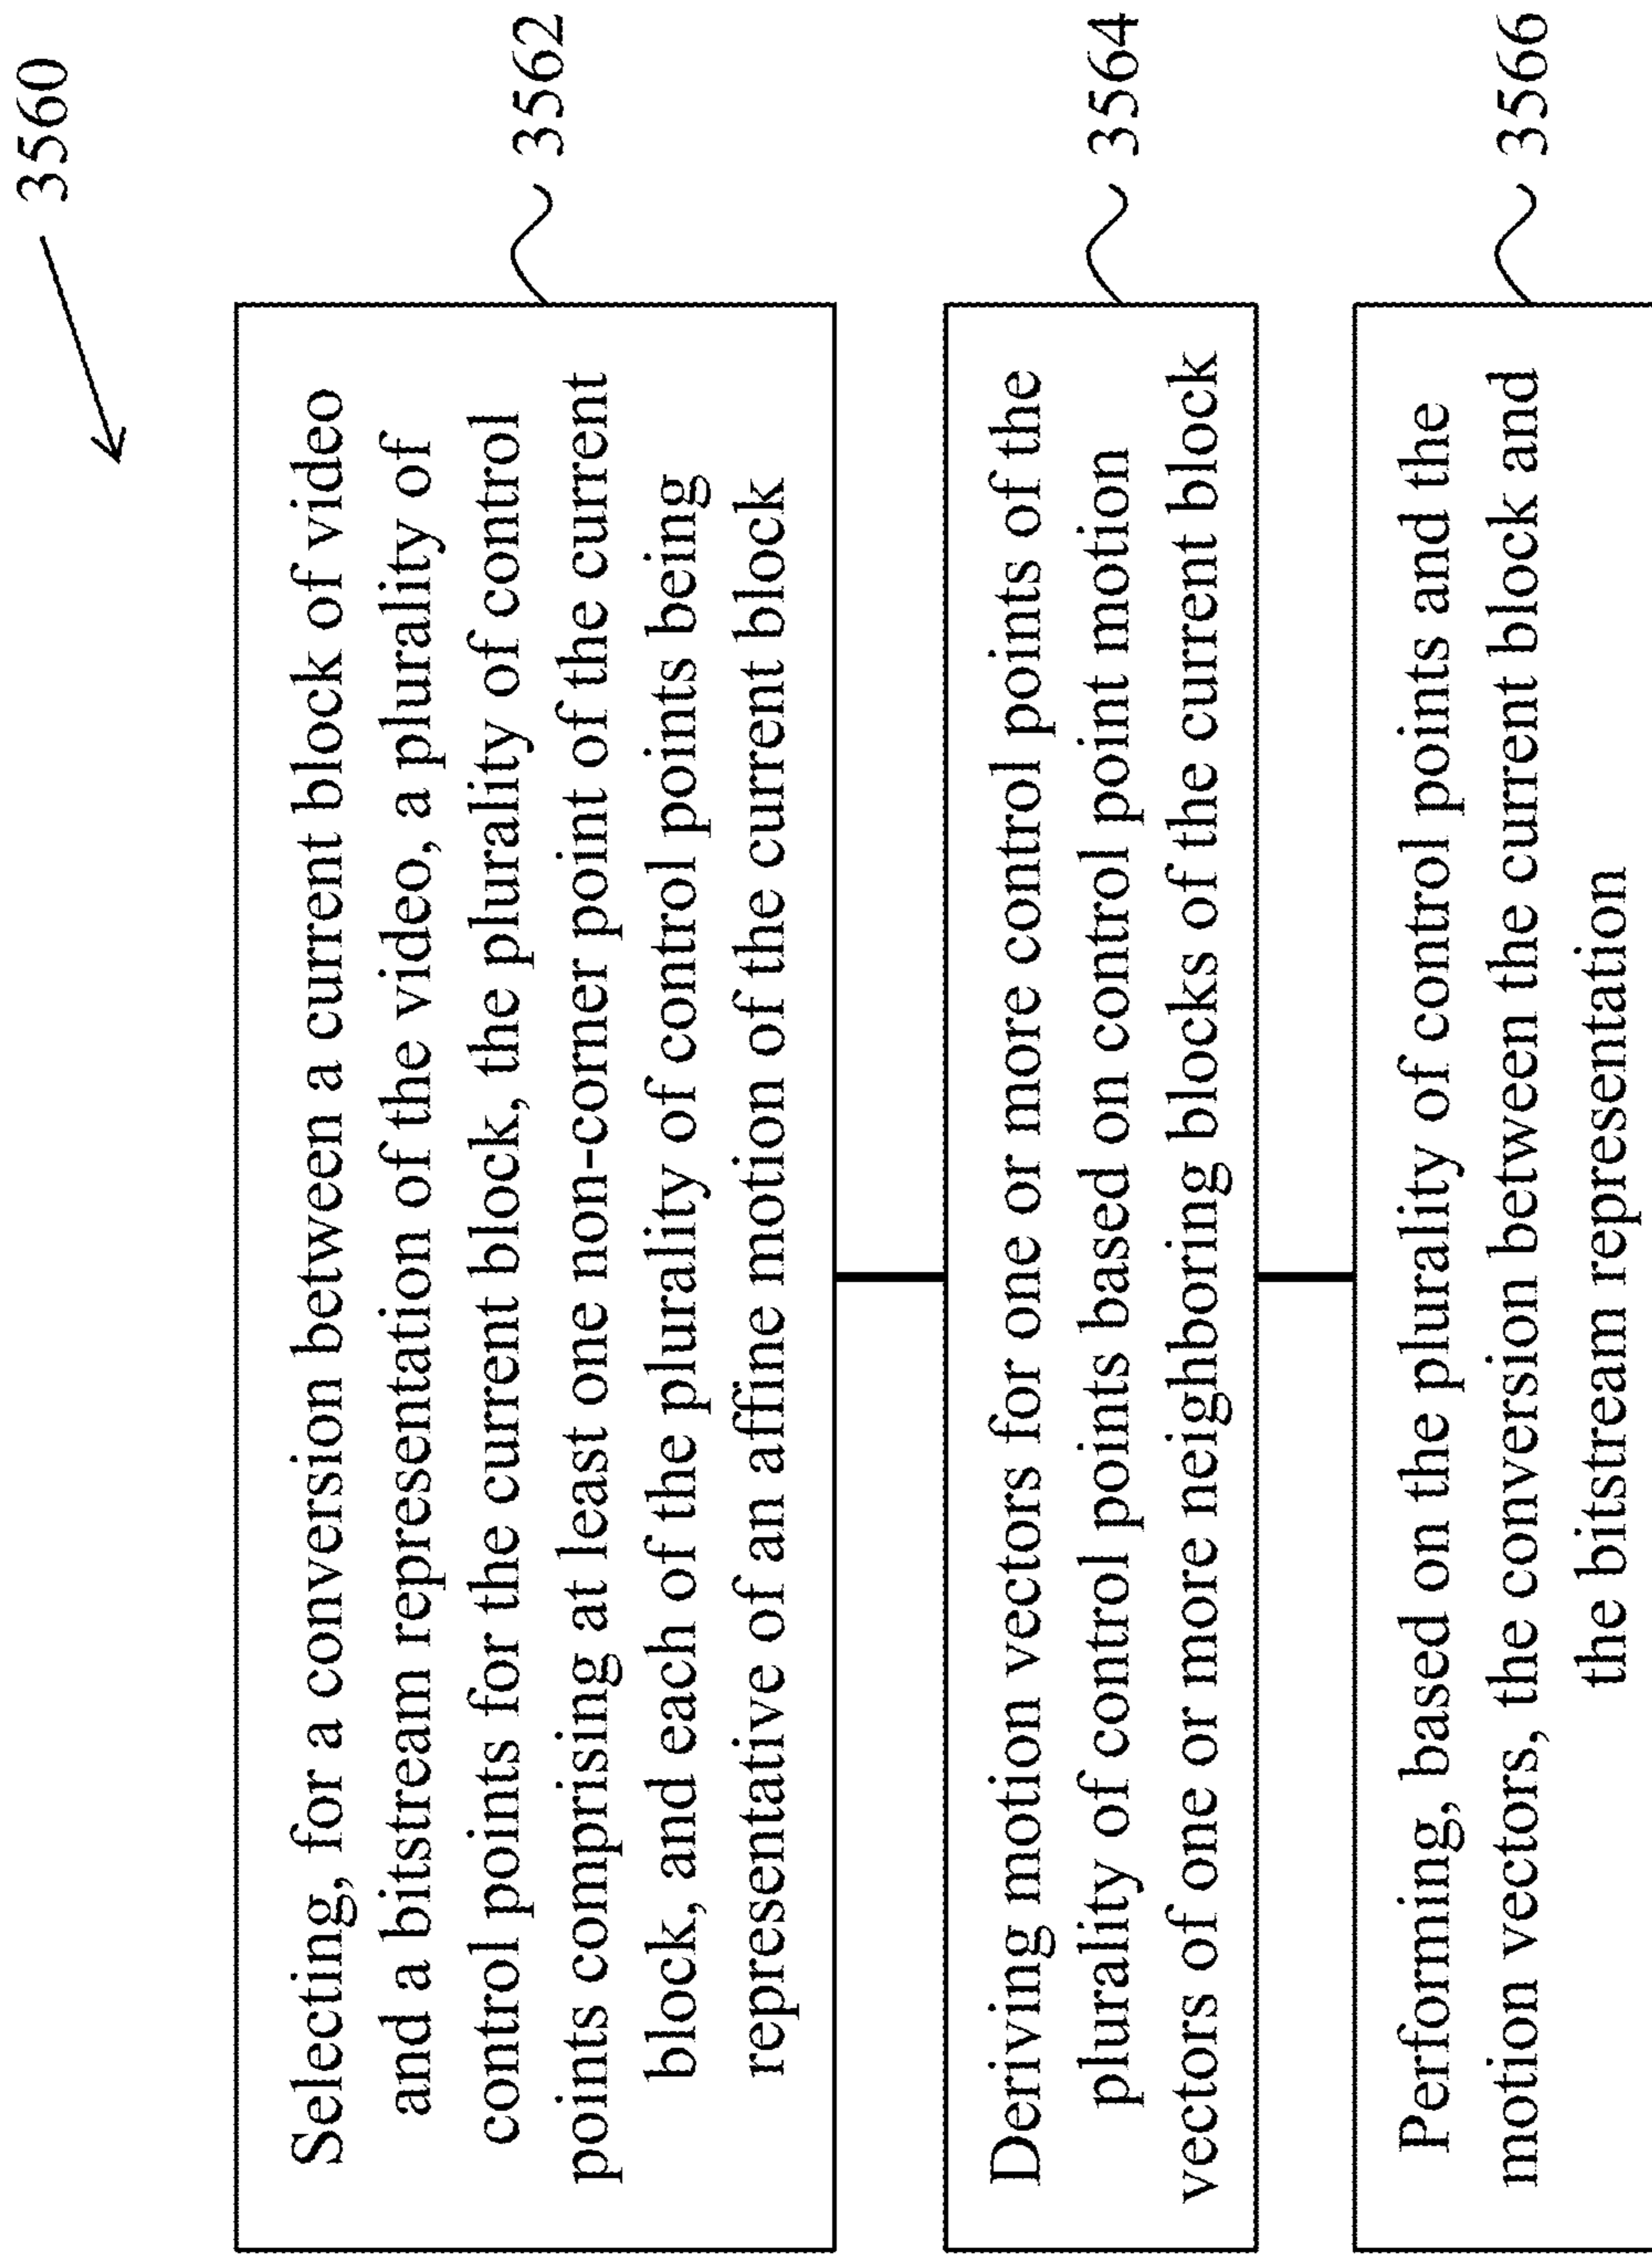 3560
Selecting, for a conversion between a current block of video
and a bitstream representation of the video, a plurality of
control points for the current block, the plurality of control
points comprising at least one non-corner point of the current
block, and each of the plurality of control points being
representative of an affine motion of the current block
3562
Deriving motion vectors for one or more control points of the
plurality of control points based on control point motion
vectors of one or more neighboring blocks of the current block
3564
Performing, based on the plurality of control points and the
motion vectors, the conversion between the current block and
the bitstream representation
3566